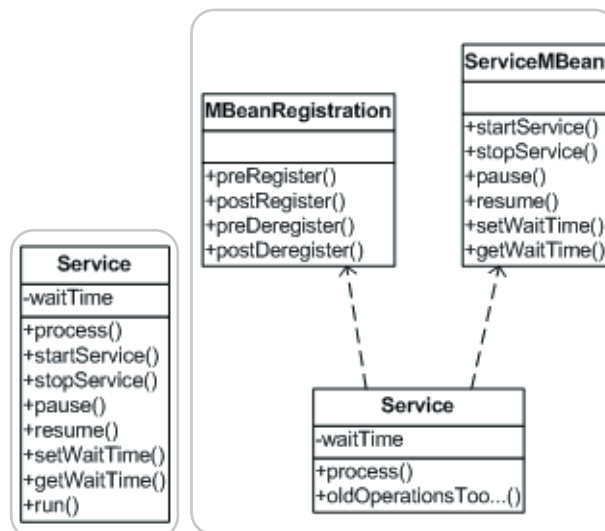 Service
-waitTime
+process()
+startService()
+stopService()
+pause()
+resume()
+setWaitTime()
+getWaitTime()
+run()
MBeanRegistration
+preRegister()
+postRegister()
+preDeregister()
+postDeregister()
ServiceMBean
+startService()
+stopService()
+pause()
+resume()
+setWaitTime()
+getWaitTime()
Service
-waitTime
+process()
+oldOperationsToo...()